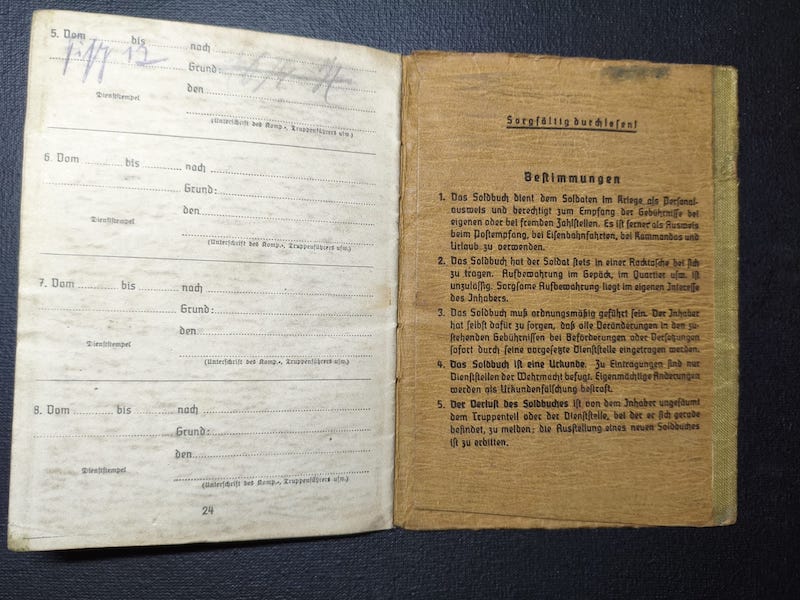 5. Vom ........ bis ........ nach ........
........ Grund: ........
Dienststempel
den ........
(Unterschrift des Komp.-, Truppenführers usw.)
6. Vom ........ bis ........ nach ........
........ Grund: ........
Dienststempel
den ........
(Unterschrift des Komp.-, Truppenführers usw.)
7. Vom ........ bis ........ nach ........
........ Grund: ........
Dienststempel
den ........
(Unterschrift des Komp.-, Truppenführers usw.)
8. Vom ........ bis ........ nach ........
........ Grund: ........
Dienststempel
den ........
(Unterschrift des Komp.-, Truppenführers usw.)
24
Sorgfältig durchlesen!
Bestimmungen
1. Das Soldbuch dient dem Soldaten im Kriege als Personal-
ausweis und berechtigt zum Empfang der Gebührnisse bei
eigenen oder bei fremden Zahlstellen. Es ist ferner als Ausweis
beim Postempfang, bei Eisenbahnfahrten, bei Kommandos und
Urlaub zu verwenden.
2. Das Soldbuch hat der Soldat stets in einer Rocktasche bei sich
zu tragen. Aufbewahrung im Gepäck, im Quartier usw. ist
unzulässig. Sorgsame Aufbewahrung liegt im eigenen Interesse
des Inhabers.
3. Das Soldbuch muß ordnungsmäßig geführt sein. Der Inhaber
hat selbst dafür zu sorgen, daß alle Veränderungen in den zu-
stehenden Gebührnissen bei Beförderungen oder Versetzungen
sofort durch seine vorgesetzte Dienststelle eingetragen werden.
4. Das Soldbuch ist eine Urkunde. Zu Eintragungen sind nur
Dienststellen der Wehrmacht befugt. Eigenmächtige Änderungen
werden als Urkundenfälschung bestraft.
5. Der Verlust des Soldbuches ist von dem Inhaber ungesäumt
dem Truppenteil oder der Dienststelle, bei der er sich gerade
befindet, zu melden; die Ausstellung eines neuen Soldbuches
ist zu erbitten.